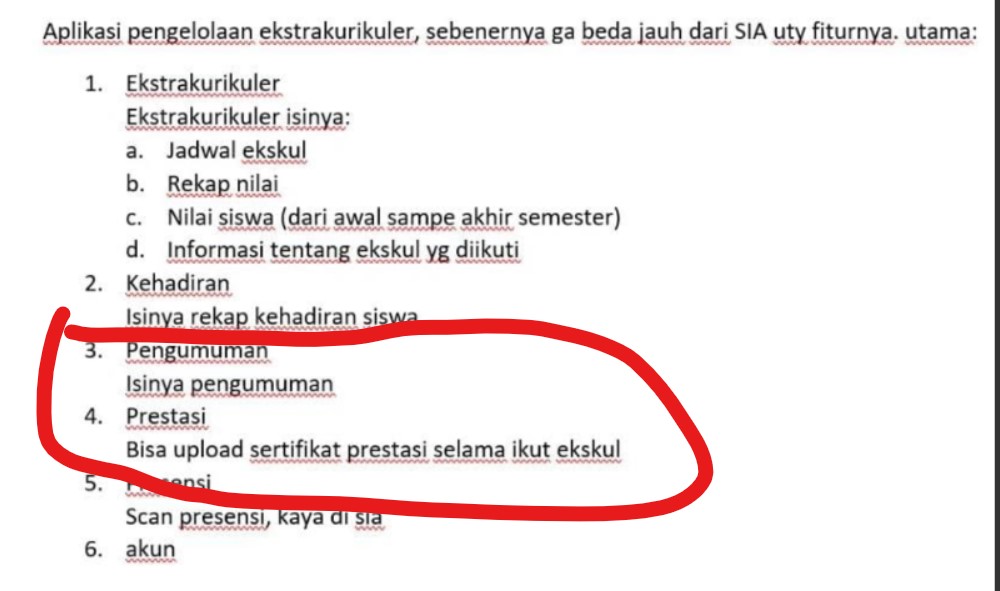 Aplikasi pengelolaan ekstrakurikuler, sebenernya ga beda jauh dari SIA uty fiturnya. utama:
1. Ekstrakurikuler
Ekstrakurikuler isinya:
a. Jadwal ekskul
b. Rekap nilai
c. Nilai siswa (dari awal sampe akhir semester)
d. Informasi tentang ekskul yg diikuti
2. Kehadiran
Isinya rekap kehadiran siswa
3. Pengumuman
Isinya pengumuman
4. Prestasi
Bisa upload sertifikat prestasi selama ikut ekskul
5. Presensi
Scan presensi, kaya di sia
6. akun